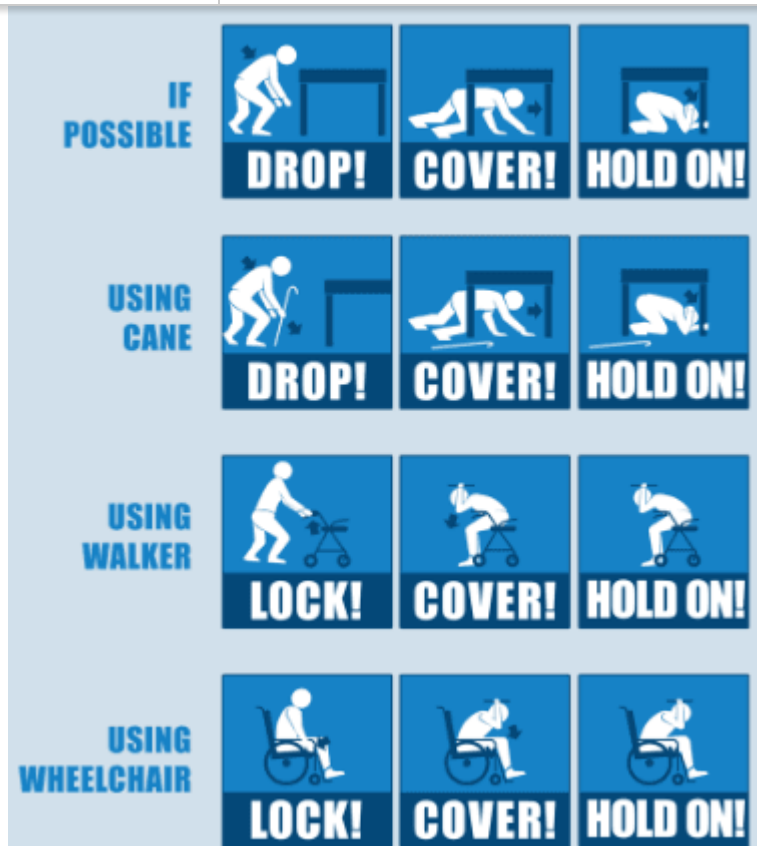 IF
POSSIBLE
DROP!
COVER!
HOLD ON!
USING
CANE
DROP!
COVER!
HOLD ON!
USING
WALKER
LOCK!
COVER!
HOLD ON!
USING
WHEELCHAIR
LOCK!
COVER!
HOLD ON!